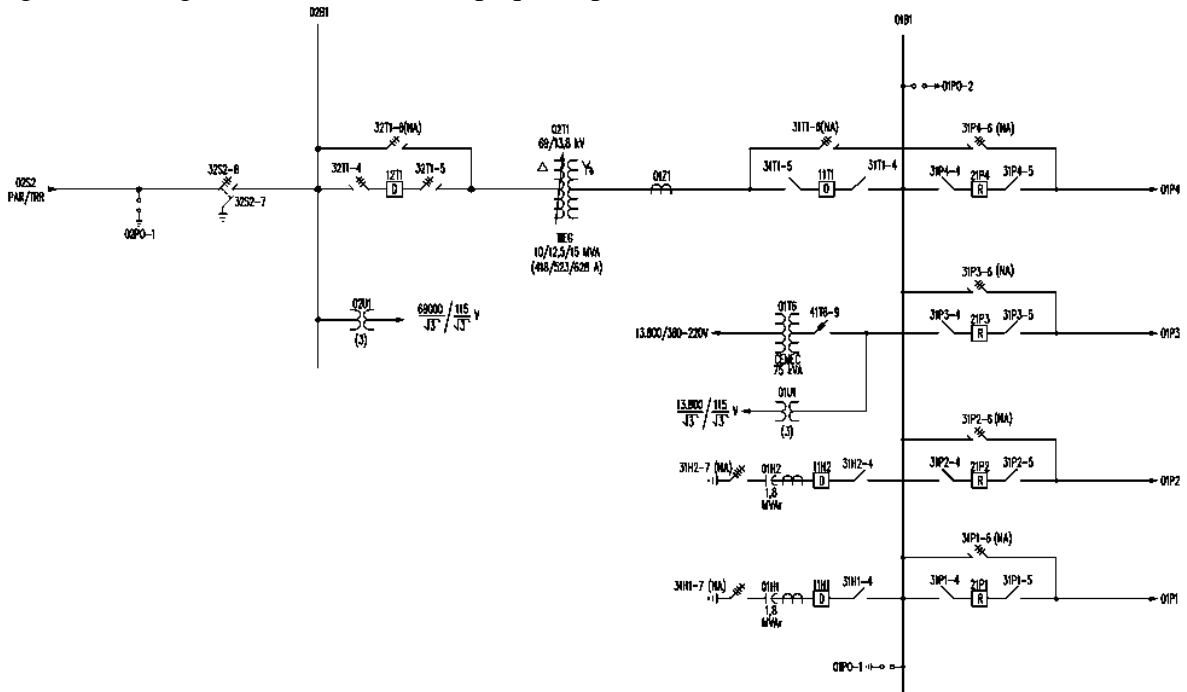 02B1
01B1
01PO-2
32T1-6(NA)
02T1
69/13,8 kV
31T1-6(NA)
31P4-6 (NA)
32S2-8
32T1-4
12T1
32T1-5
D
01Z1
31T1-5
11T1
31T1-4
D
31P4-4
21P4
31P4-5
R
01P4
02S2
PAR/TRR
32S2-7
02PO-1
WEG
10/12,5/15 MVA
(418/523/628 A)
31P3-6 (NA)
02U1
(3)
69000/√3 / 115/√3 V
13.800/380-220V
01T6
41T6-9
CEMEC
75 kVA
31P3-4
21P3
31P3-5
R
01P3
13.800/√3 / 115/√3 V
01U1
(3)
31P2-6 (NA)
31H2-7 (NA)
01H2
1,8
MVAr
11H2
D
31H2-4
31P2-4
21P2
31P2-5
R
01P2
31P1-6 (NA)
31H1-7 (NA)
01H1
1,8
MVAr
11H1
D
31H1-4
31P1-4
21P1
31P1-5
R
01P1
01PO-1